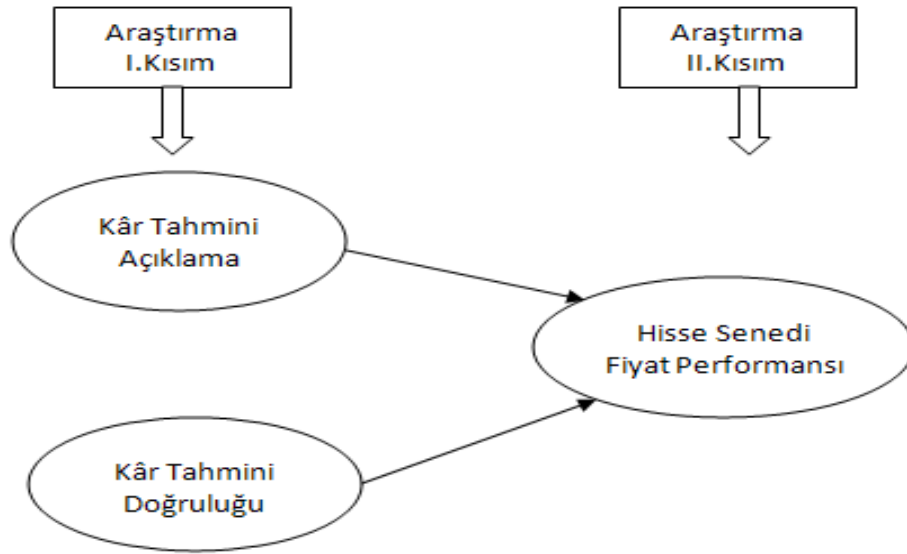 Araştırma
I.Kısım
Araştırma
II.Kısım
Kâr Tahmini
Açıklama
Hisse Senedi
Fiyat Performansı
Kâr Tahmini
Doğruluğu